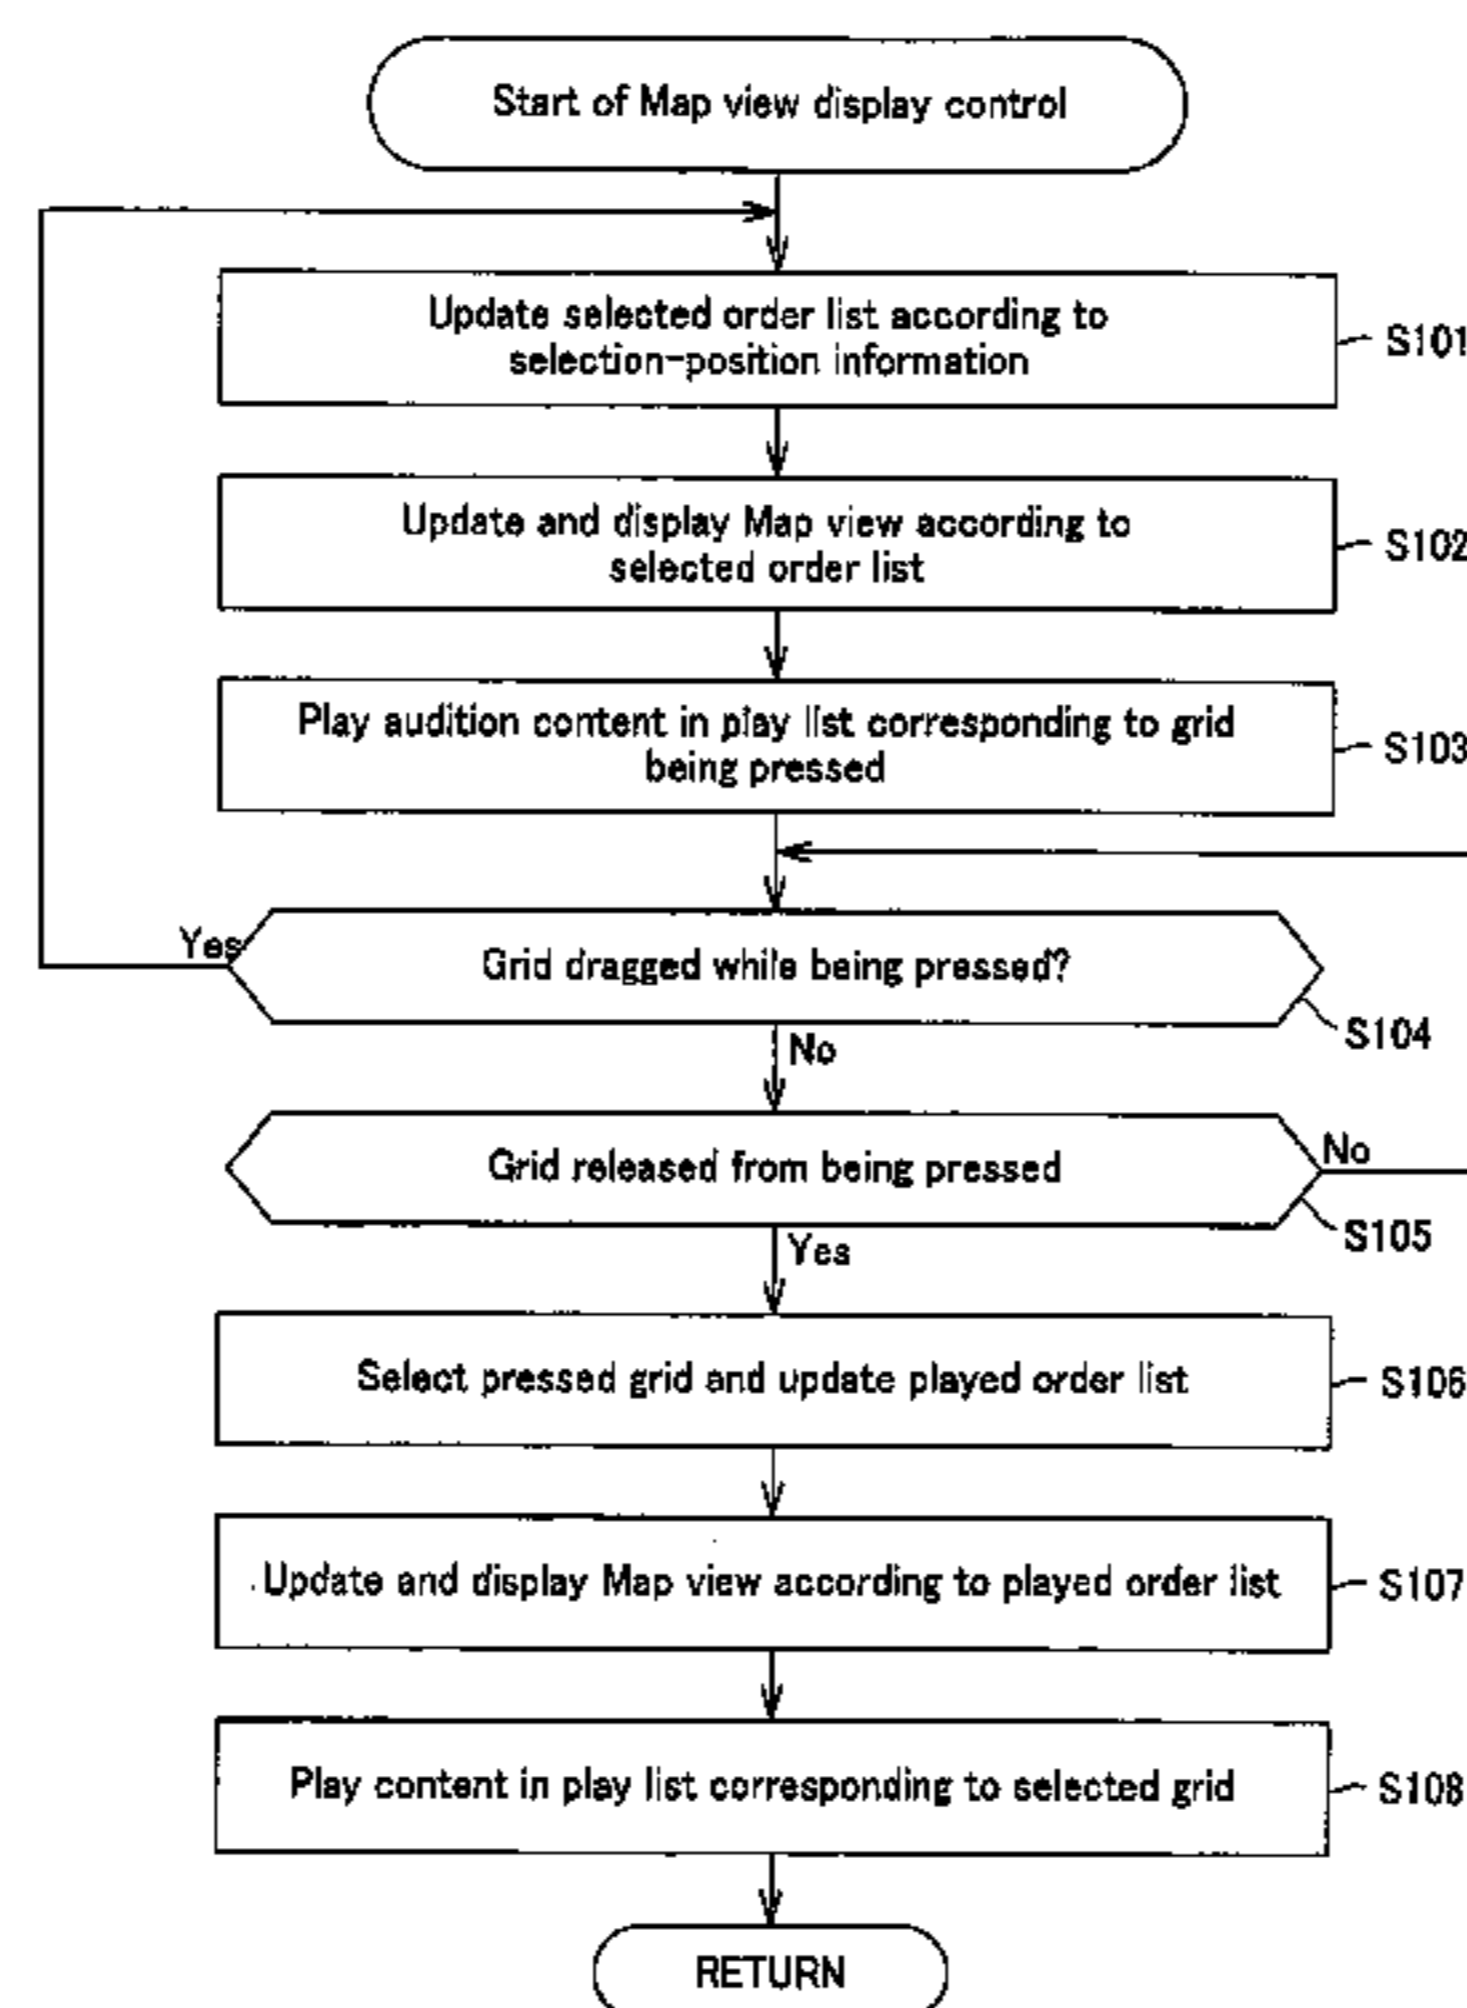 Start of Map view display control
Update selected order list according to
selection-position information
S101
Update and display Map view according to
selected order list
S102
Play audition content in play list corresponding to grid
being pressed
S103
Yes
Grid dragged while being pressed?
S104
No
Grid released from being pressed
No
S105
Yes
Select pressed grid and update played order list
S106
Update and display Map view according to played order list
S107
Play content in play list corresponding to selected grid
S108
RETURN